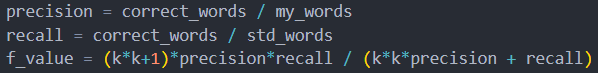 precision = correct_words / my_words
recall = correct_words / std_words
f_value = (k*k+1)*precision*recall / (k*k*precision + recall)